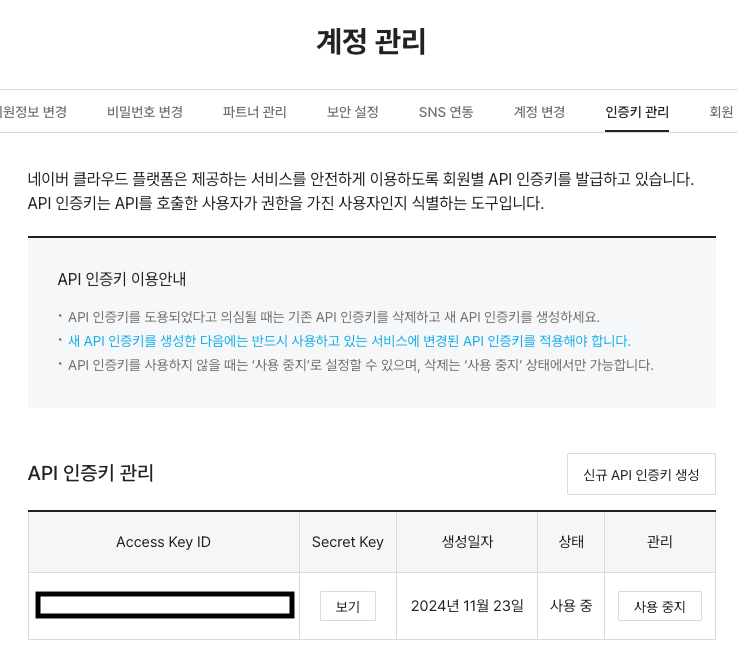 계정 관리
원정보 변경 비밀번호 변경 파트너 관리 보안 설정 SNS 연동 계정 변경 인증키 관리 회원
네이버 클라우드 플랫폼은 제공하는 서비스를 안전하게 이용하도록 회원별 API 인증키를 발급하고 있습니다.
API 인증키는 API를 호출한 사용자가 권한을 가진 사용자인지 식별하는 도구입니다.
API 인증키 이용안내
· API 인증키를 도용되었다고 의심될 때는 기존 API 인증키를 삭제하고 새 API 인증키를 생성하세요.
· 새 API 인증키를 생성한 다음에는 반드시 사용하고 있는 서비스에 변경된 API 인증키를 적용해야 합니다.
· API 인증키를 사용하지 않을 때는 ‘사용 중지’로 설정할 수 있으며, 삭제는 ‘사용 중지’ 상태에서만 가능합니다.
API 인증키 관리 신규 API 인증키 생성
Access Key ID Secret Key 생성일자 상태 관리
보기 2024년 11월 23일 사용 중 사용 중지